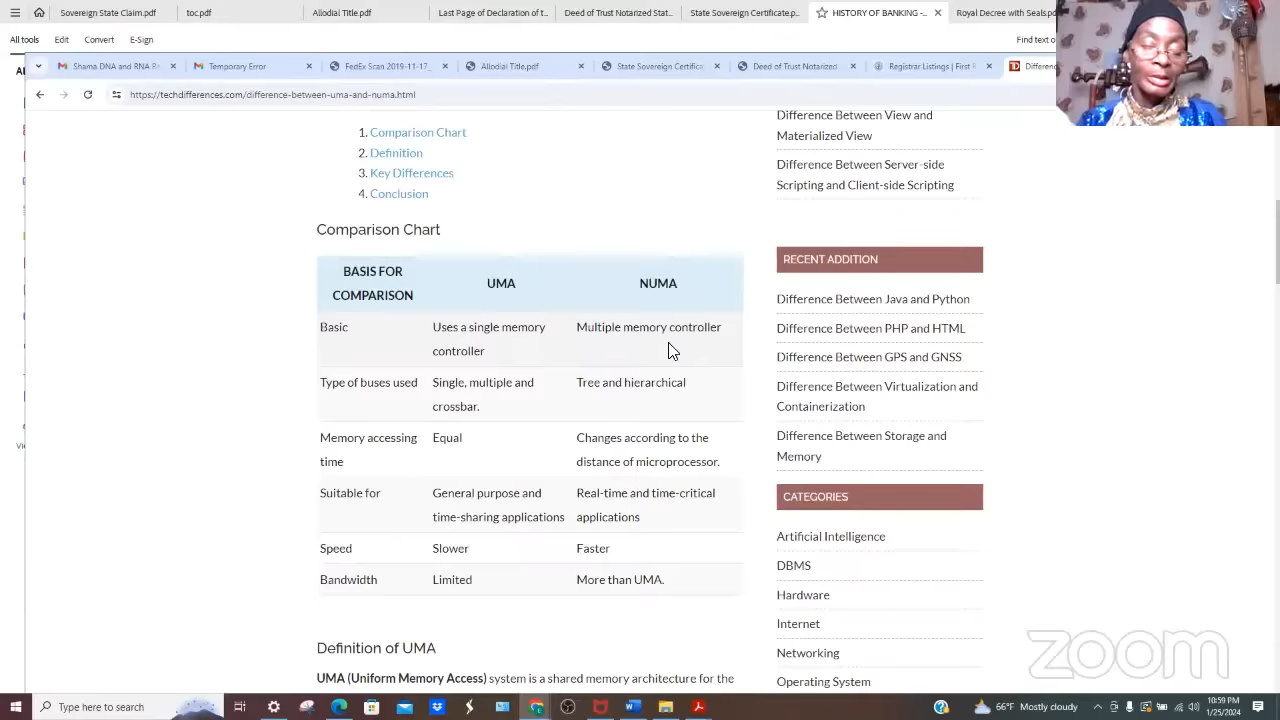 Sovereign Claim.pdf
toc.pdf
Allodial Title.pdf
Last Page of Declaration of t...
Deed of Trust Notarized Stat...
State Sovereign Certificate.p...
HISTORY OF BANKING -...
Royal Decree with Seals.pd
All tools
Edit
Convert
E-Sign
Find text o
Shama DNA and RNA R
Temporary Error
FedEx Scan 2019-11-17_
Allodial Title.pdf
State Sovereign Certifica
Deed of Trust Notarized
Registrar Listings | First R
Differen
https://techdifferences.com/difference-between-uma-and-numa.html
1. Comparison Chart
2. Definition
3. Key Differences
4. Conclusion
Comparison Chart
BASIS FOR
COMPARISON
UMA
NUMA
Basic
Uses a single memory
controller
Multiple memory controller
Type of buses used
Single, multiple and
crossbar.
Tree and hierarchical
Memory accessing
time
Equal
Changes according to the
distance of microprocessor.
Suitable for
General purpose and
time-sharing applications
Real-time and time-critical
applications
Speed
Slower
Faster
Bandwidth
Limited
More than UMA.
Definition of UMA
UMA (Uniform Memory Access) system is a shared memory architecture for the
Difference Between View and
Materialized View
Difference Between Server-side
Scripting and Client-side Scripting
RECENT ADDITION
Difference Between Java and Python
Difference Between PHP and HTML
Difference Between GPS and GNSS
Difference Between Virtualization and
Containerization
Difference Between Storage and
Memory
CATEGORIES
Artificial Intelligence
DBMS
Hardware
Internet
Networking
Operating System
zoom
Type here to search
66°F Mostly cloudy
10:59 PM
1/25/2024